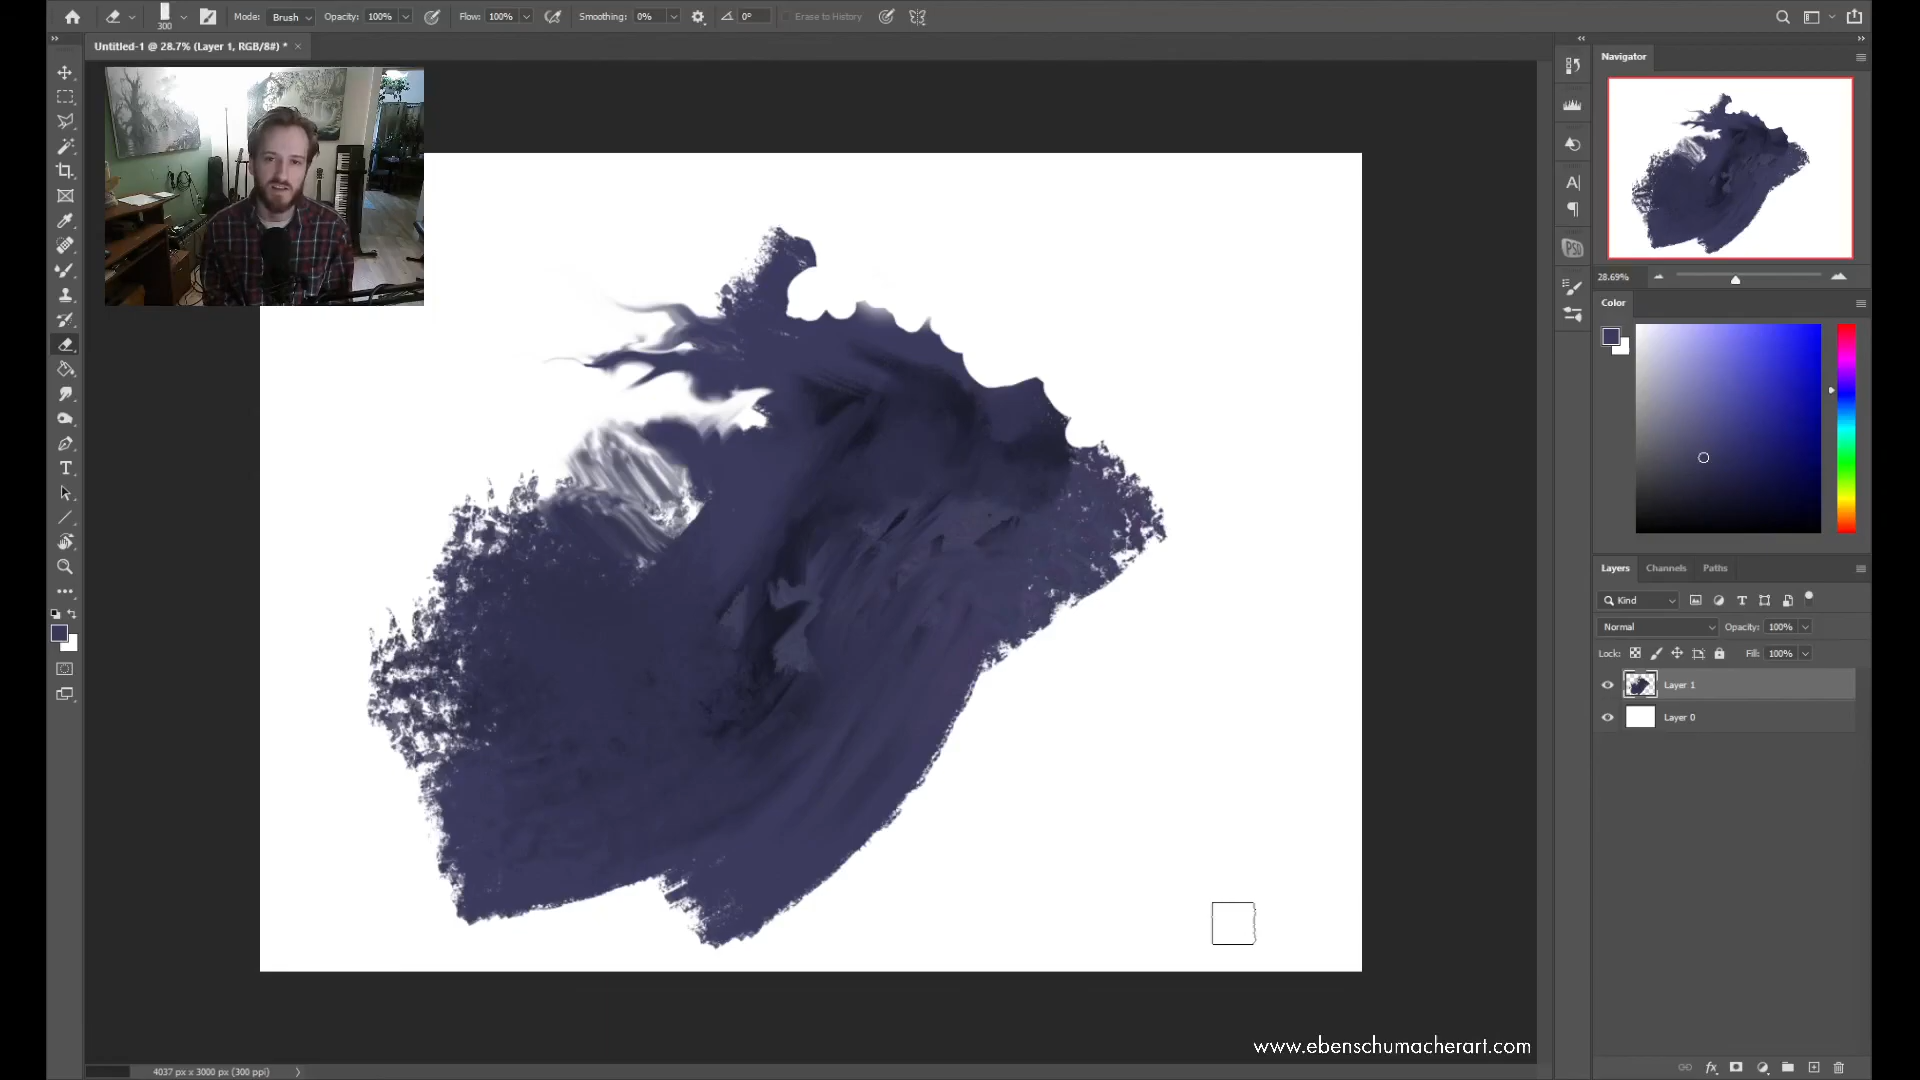 Mode: Brush Opacity: 100% Flow: 100% Smoothing: 0% 0° Erase to History
300
Untitled-1 @ 28.7% (Layer 1, RGB/8#) * ×
Navigator
28.69%
Color
Layers Channels Paths
Kind
Normal Opacity: 100%
Lock: Fill: 100%
Layer 1
Layer 0
www.ebenschumacherart.com
4037 px x 3000 px (300 ppi)